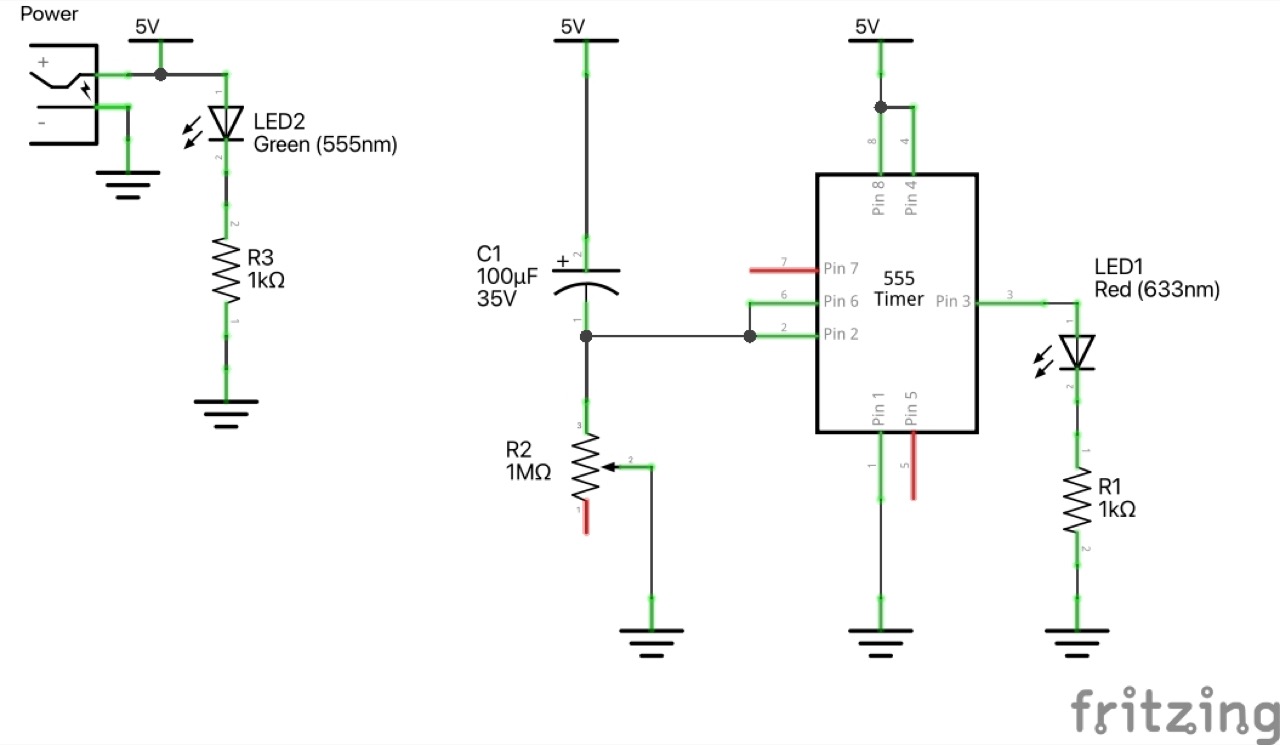 Power
5V
+
-
1
LED2
Green (555nm)
2
2
R3
1kΩ
1
5V
C1
100µF
35V
+
2
1
R2
1MΩ
3
2
1
5V
8
4
Pin 8
Pin 4
7
Pin 7
6
Pin 6
2
Pin 2
555
Timer
Pin 3
3
Pin 1
Pin 5
1
5
LED1
Red (633nm)
1
2
1
R1
1kΩ
2
fritzing